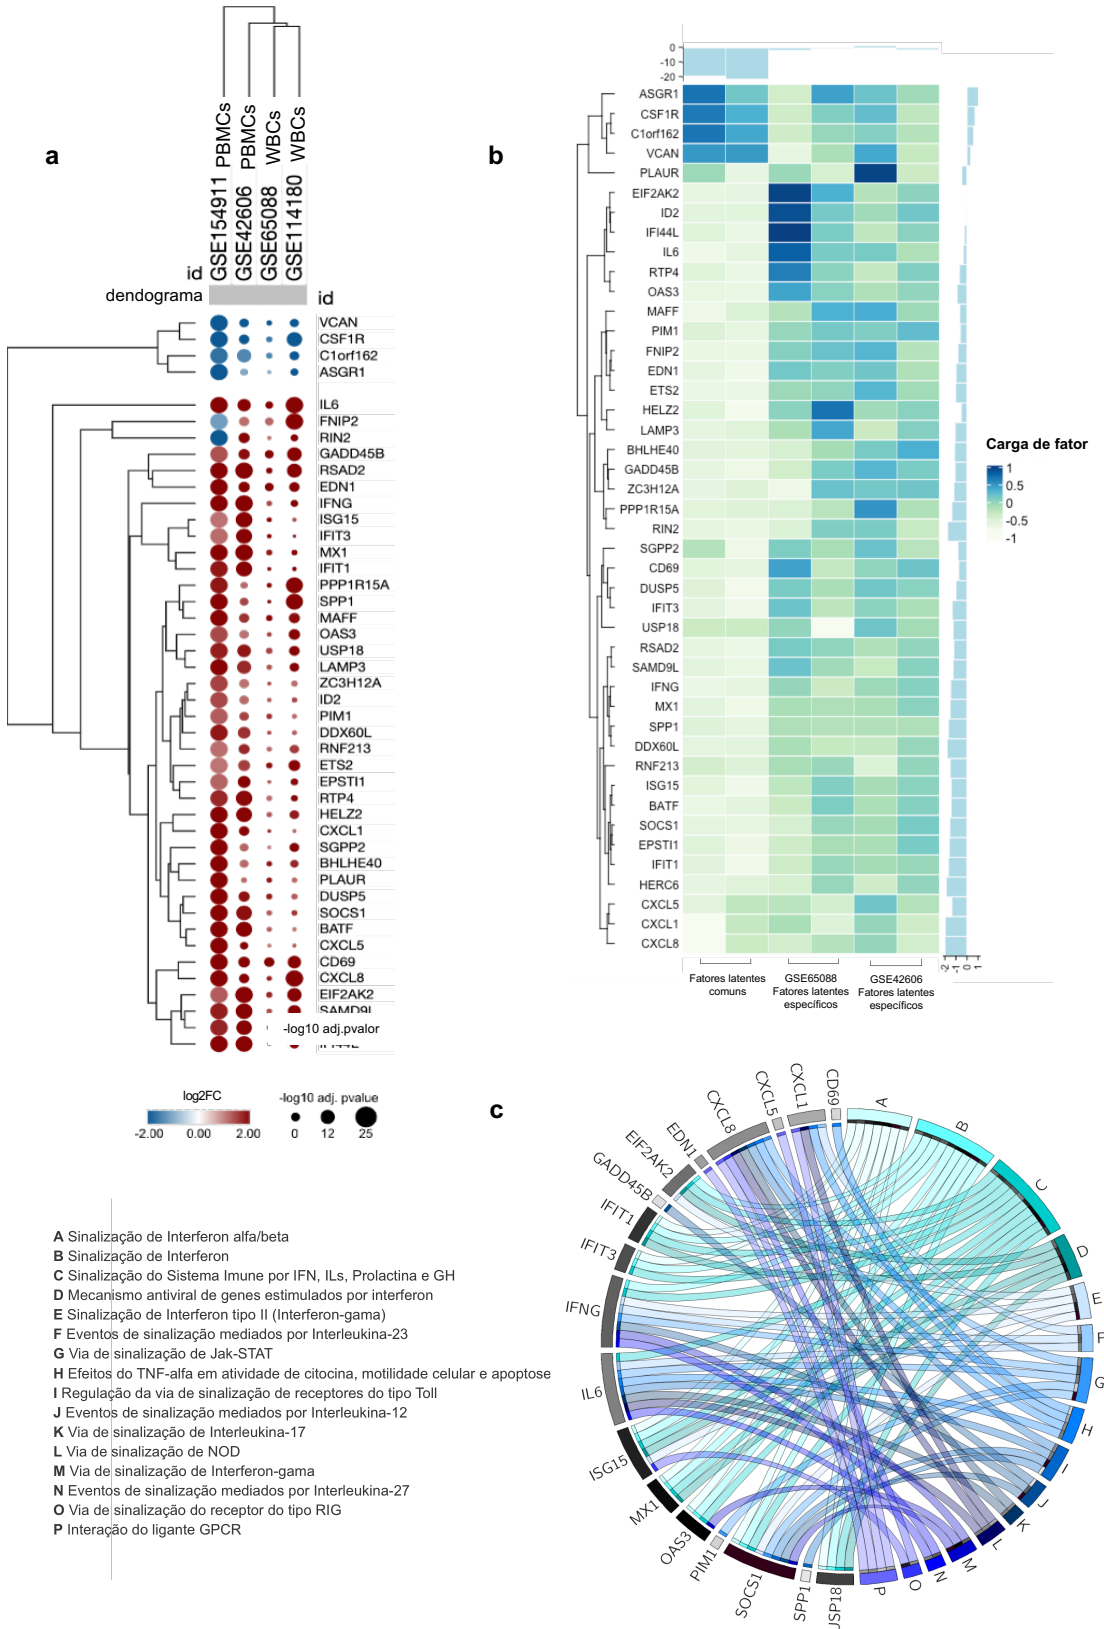 a
PBMCs
PBMCs
WBCs
WBCs
GSE154911
GSE42606
GSE65088
GSE114180
id
dendograma
id
VCAN
CSF1R
C1orf162
ASGR1
IL6
FNIP2
RIN2
GADD45B
RSAD2
EDN1
IFNG
ISG15
IFIT3
MX1
IFIT1
PPP1R15A
SPP1
MAFF
OAS3
USP18
LAMP3
ZC3H12A
ID2
PIM1
DDX60L
RNF213
ETS2
EPSTI1
RTP4
HELZ2
CXCL1
SGPP2
BHLHE40
PLAUR
DUSP5
SOCS1
BATF
CXCL5
CD69
CXCL8
EIF2AK2
SAMD9L
-log10 adj.pvalor
log2FC
-2.00 0.00 2.00
-log10 adj. pvalue
0 12 25
b
0
-10
-20
ASGR1
CSF1R
C1orf162
VCAN
PLAUR
EIF2AK2
ID2
IFI44L
IL6
RTP4
OAS3
MAFF
PIM1
FNIP2
EDN1
ETS2
HELZ2
LAMP3
BHLHE40
GADD45B
ZC3H12A
PPP1R15A
RIN2
SGPP2
CD69
DUSP5
IFIT3
USP18
RSAD2
SAMD9L
IFNG
MX1
SPP1
DDX60L
RNF213
ISG15
BATF
SOCS1
EPSTI1
IFIT1
HERC6
CXCL5
CXCL1
CXCL8
-2 -1 0 1
Fatores latentes
comuns
GSE65088
Fatores latentes
específicos
GSE42606
Fatores latentes
específicos
Carga de fator
1
0.5
0
-0.5
-1
c
A
B
C
D
E
F
G
H
I
J
K
L
M
N
O
P
JSP18
SPP1
SOCS1
PIM1
OAS3
MX1
ISG15
IL6
IFNG
IFIT3
IFIT1
GADD45B
EIF2AK2
EDN1
CXCL8
CXCL5
CXCL1
CD69
A Sinalização de Interferon alfa/beta
B Sinalização de Interferon
C Sinalização do Sistema Imune por IFN, ILs, Prolactina e GH
D Mecanismo antiviral de genes estimulados por interferon
E Sinalização de Interferon tipo II (Interferon-gama)
F Eventos de sinalização mediados por Interleukina-23
G Via de sinalização de Jak-STAT
H Efeitos do TNF-alfa em atividade de citocina, motilidade celular e apoptose
I Regulação da via de sinalização de receptores do tipo Toll
J Eventos de sinalização mediados por Interleukina-12
K Via de sinalização de Interleukina-17
L Via de sinalização de NOD
M Via de sinalização de Interferon-gama
N Eventos de sinalização mediados por Interleukina-27
O Via de sinalização do receptor do tipo RIG
P Interação do ligante GPCR